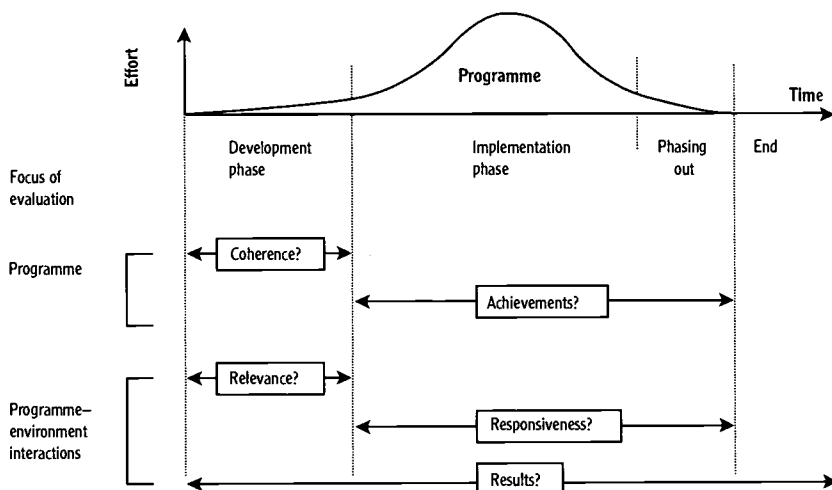 Effort
Programme
Time
Development
phase
Implementation
phase
Phasing
out
End
Focus of
evaluation
Programme
Coherence?
Achievements?
Programme–
environment
interactions
Relevance?
Responsiveness?
Results?